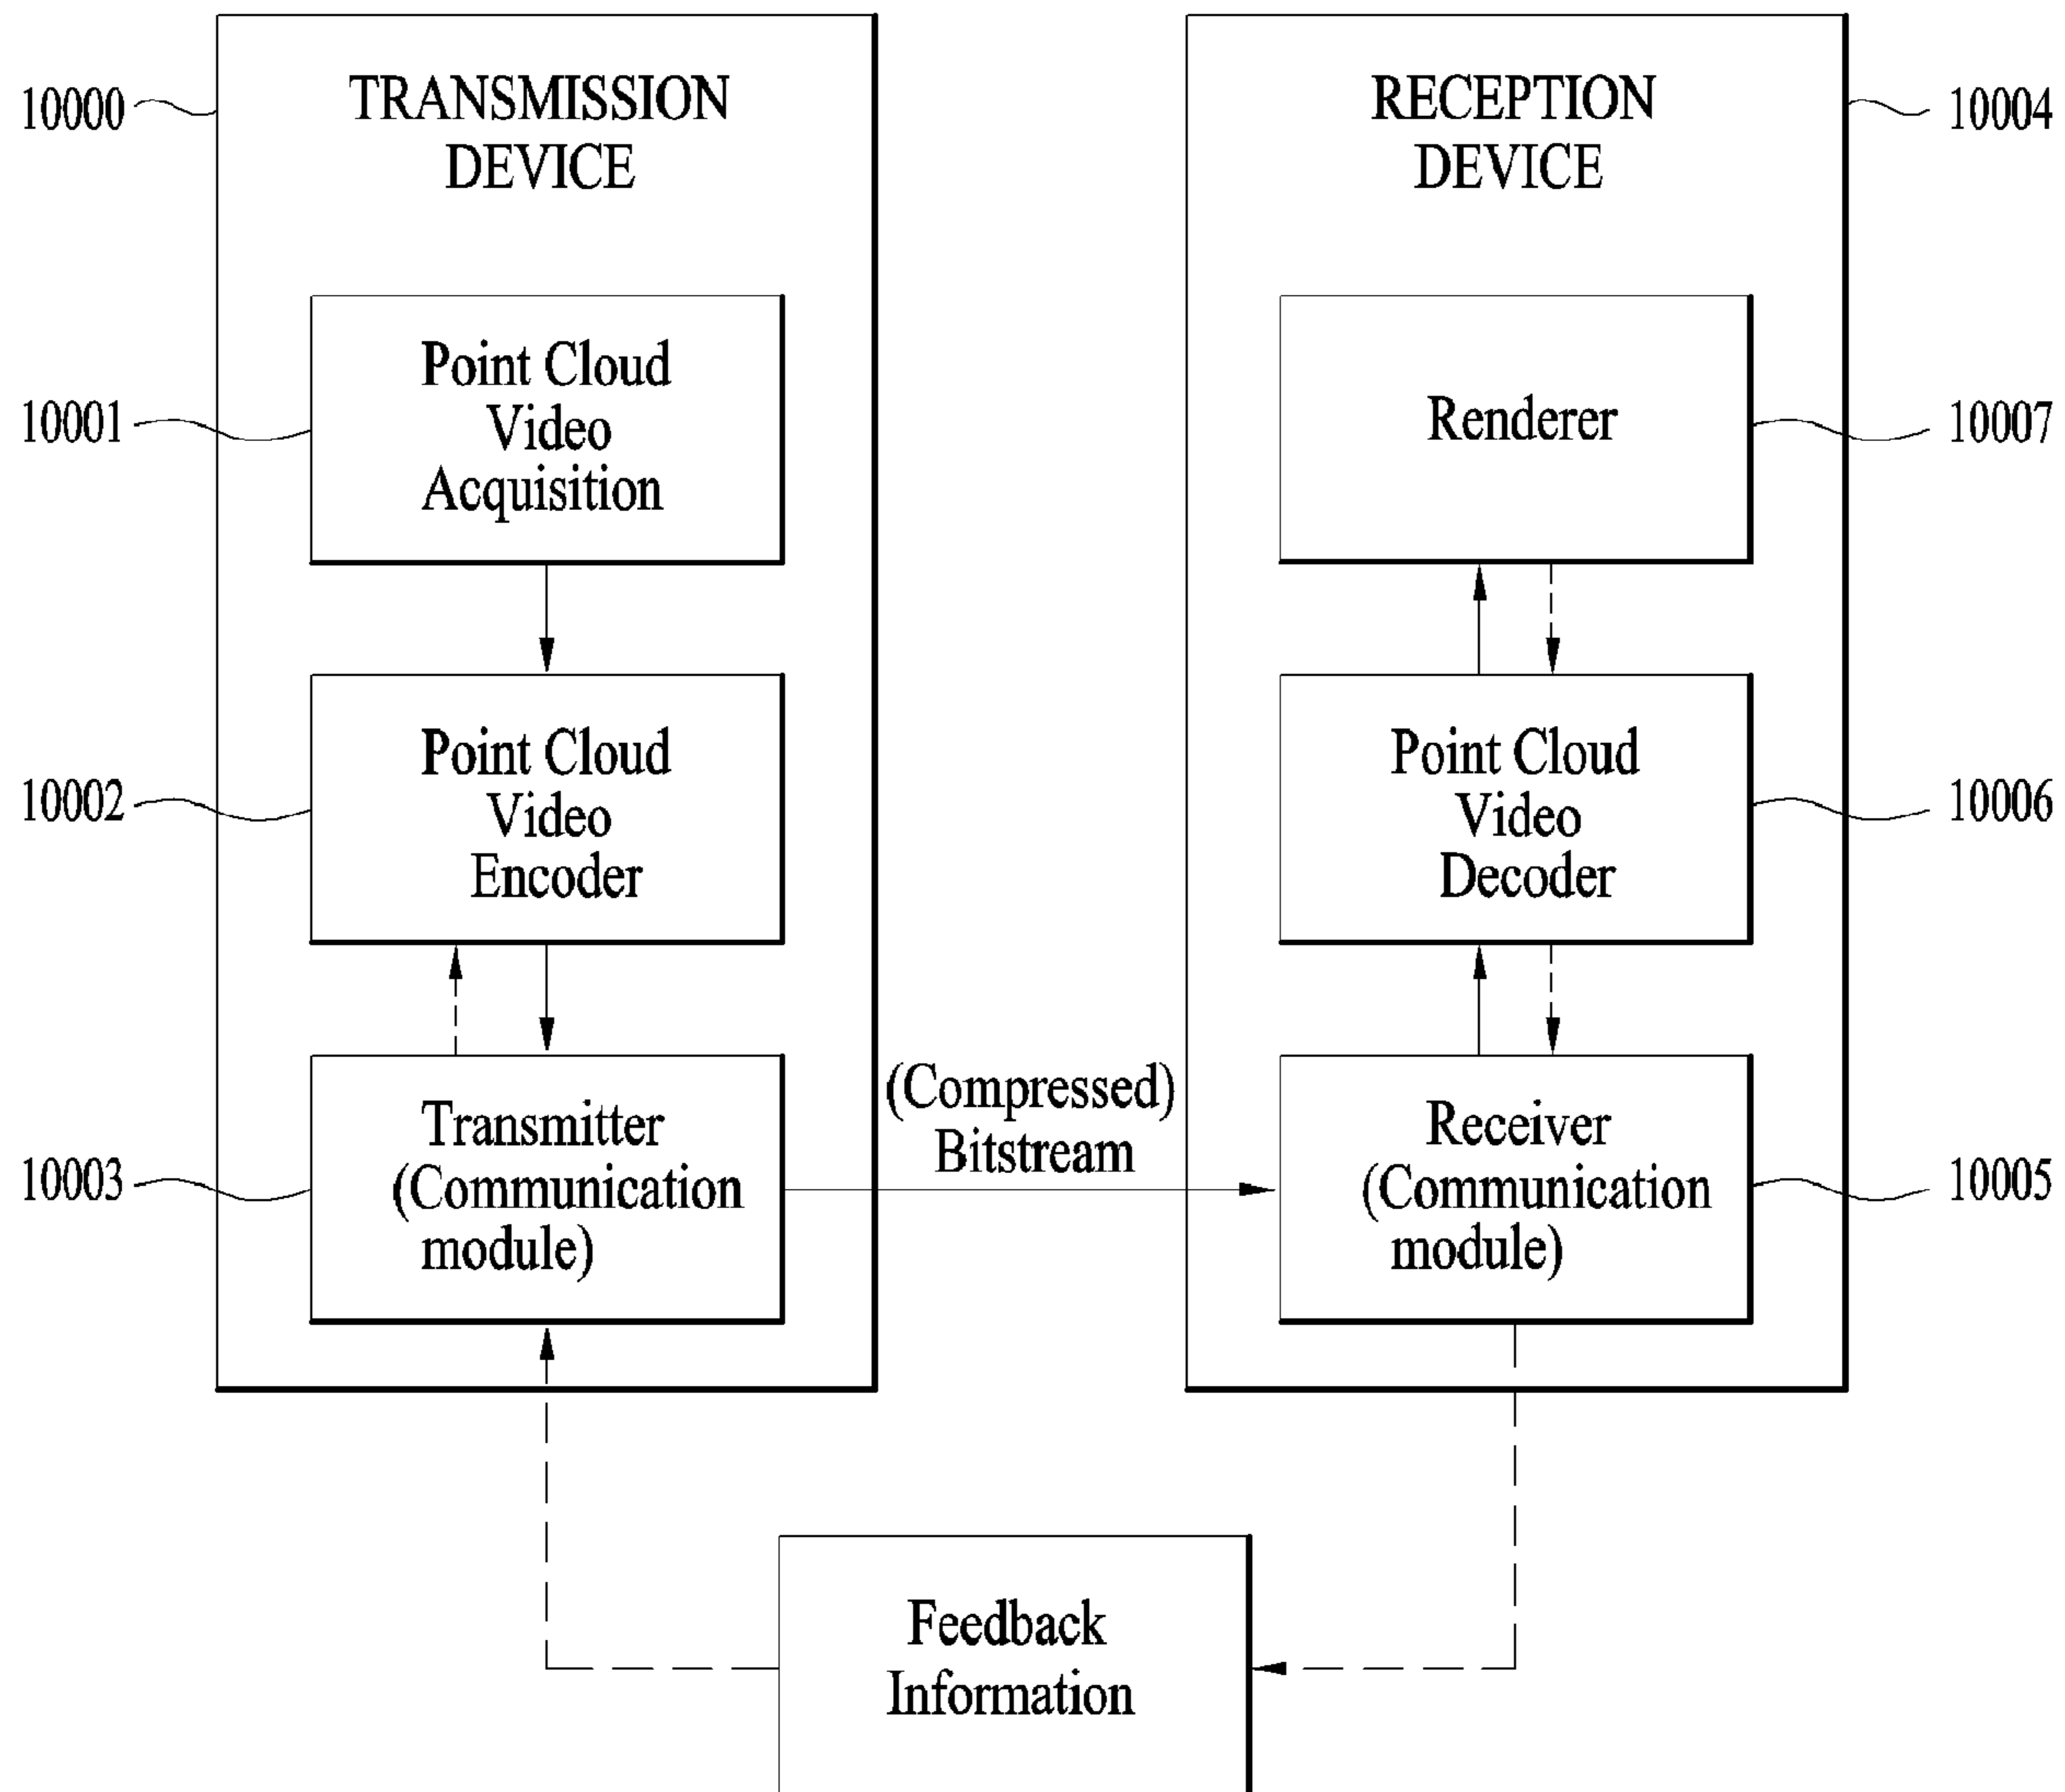 10000
TRANSMISSION
DEVICE
10001
Point Cloud
Video
Acquisition
10002
Point Cloud
Video
Encoder
10003
Transmitter
(Communication
module)
(Compressed)
Bitstream
RECEPTION
DEVICE
10004
Renderer
10007
Point Cloud
Video
Decoder
10006
Receiver
(Communication
module)
10005
Feedback
Information